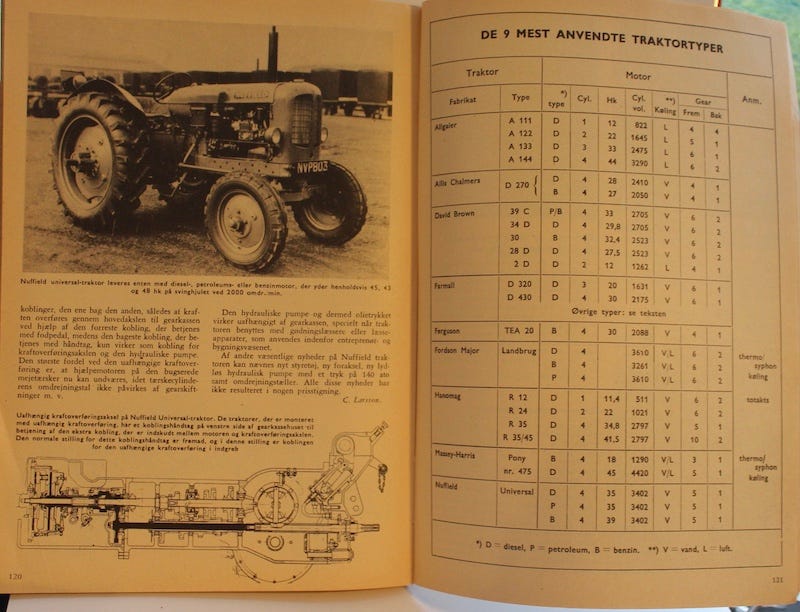 NUFFIELD
NVP803
Nuffield universal-traktor leveres enten med diesel-, petroleums- eller benzinmotor, der yder henholdsvis 45, 43
og 48 hk på svinghjulet ved 2000 omdr./min.
koblinger, den ene bag den anden, således at kraf-
ten overføres gennem hovedakslen til gearkassen
ved hjælp af den forreste kobling, der betjenes
med fodpedal, medens den bageste kobling, der be-
tjenes med håndtag, kun virker som kobling for
kraftoverføringsakslen og den hydrauliske pumpe.
Den største fordel ved den uafhængige kraftover-
føring er, at hjælpemotoren på den bugserede
mejetærsker nu kan undværes, idet tærskecylinde-
rens omdrejningstal ikke påvirkes af gearskift-
ninger m. v.
Den hydrauliske pumpe og dermed olietrykket
virker uafhængigt af gearkassen, specielt når trak-
toren benyttes med gødningslæssere eller læsse-
apparater, som anvendes indenfor entreprenør- og
bygningsvæsenet.
Af andre væsentlige nyheder på Nuffield trak-
toren kan nævnes nyt styretøj, ny foraksel, ny lyd-
løs hydraulisk pumpe med et tryk på 140 ato
samt omdrejningstæller. Alle disse nyheder har
ikke resulteret i nogen prisstigning.
C. Larsson.
Uafhængig kraftoverføringsaksel på Nuffield Universal-traktor. De traktorer, der er monteret
med uafhængig kraftoverføring, har et koblingshåndtag på venstre side af gearkassehuset til
betjening af den ekstra kobling, der er indskudt mellem motoren og kraftoverføringsakslen.
Den normale stilling for dette koblingshåndtag er fremad, og i denne stilling er koblingen
for den uafhængige kraftoverføring i indgreb
120
DE 9 MEST ANVENDTE TRAKTORTYPER
Traktor Motor Anm.
Fabrikat Type *) type Cyl. Hk Cyl. vol. **) Køling Gear Frem Bak
Allgaier A 111 D 1 12 822 L 4 4
A 122 D 2 22 1645 L 5 1
A 133 D 3 33 2475 L 6 1
A 144 D 4 44 3290 L 6 2
Allis Chalmers D 270 { D 4 28 2410 V 4 1
B 4 27 2050 V 4 1
David Brown 39 C P/B 4 33 2705 V 6 2
34 D D 4 29,8 2705 V 6 2
30 B 4 32,4 2523 V 6 2
28 D D 4 27,5 2523 V 6 2
2 D D 2 12 1262 L 4 1
Farmall D 320 D 3 20 1631 V 6 1
D 430 D 4 30 2175 V 6 1
Øvrige typer: se teksten
Ferguson TEA 20 B 4 30 2088 V 4 1
Fordson Major Landbrug D 4 3610 V/L 6 2 thermo/
B 4 3261 V/L 6 2 syphon
P 4 3610 V/L 6 2 køling
Hanomag R 12 D 1 11,4 511 V 6 2 totakts
R 24 D 2 22 1021 V 6 2
R 35 D 4 34,8 2797 V 5 1
R 35/45 D 4 41,5 2797 V 10 2
Massey-Harris Pony B 4 18 1290 V/L 3 1 thermo/
nr. 475 D 4 45 4420 V/L 5 1 syphon
køling
Nuffield Universal D 4 35 3402 V 5 1
P 4 35 3402 V 5 1
B 4 39 3402 V 5 1
*) D = diesel, P = petroleum, B = benzin. **) V = vand, L = luft.
121